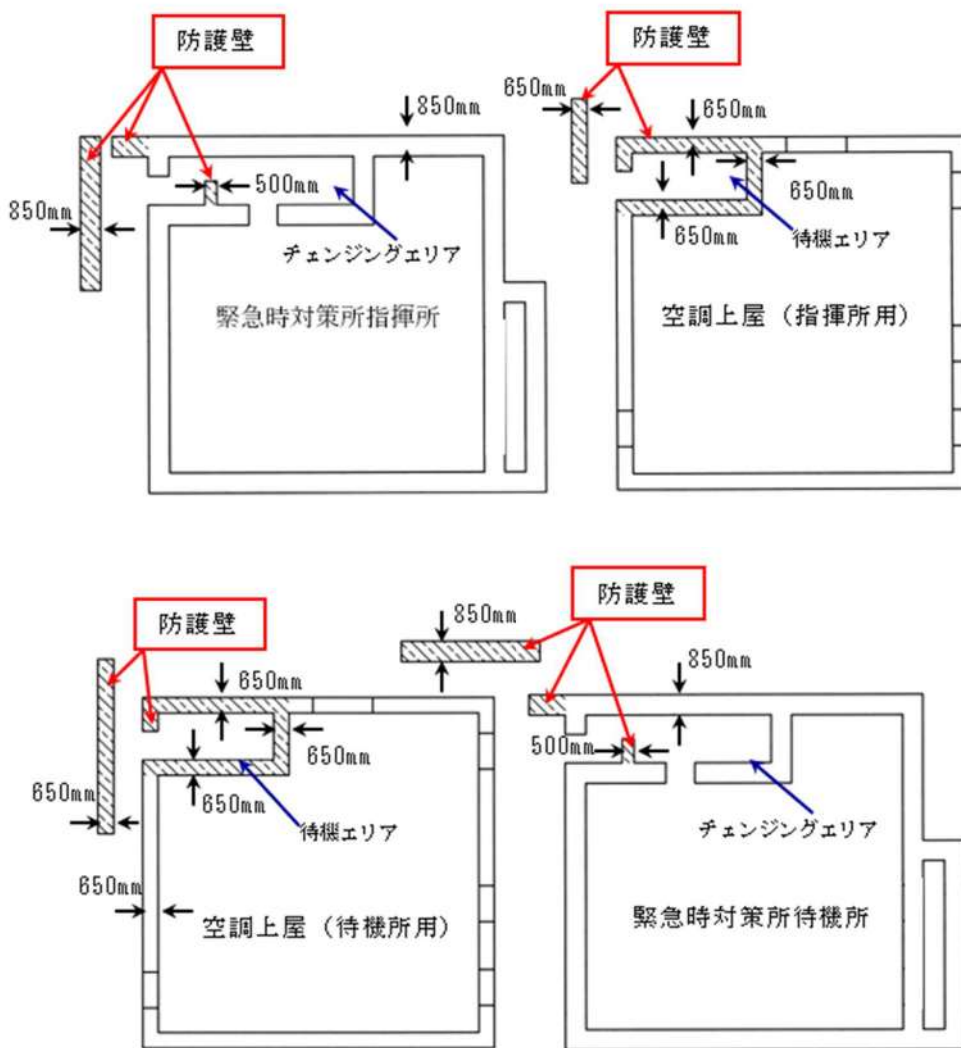 防護壁
850mm
500mm
850mm
チェンジングエリア
緊急時対策所指揮所
防護壁
650mm
650mm
650mm
650mm
待機エリア
空調上屋（指揮所用）
防護壁
650mm
650mm
650mm
650mm
待機エリア
650mm
空調上屋（待機所用）
防護壁
850mm
850mm
500mm
チェンジングエリア
緊急時対策所待機所